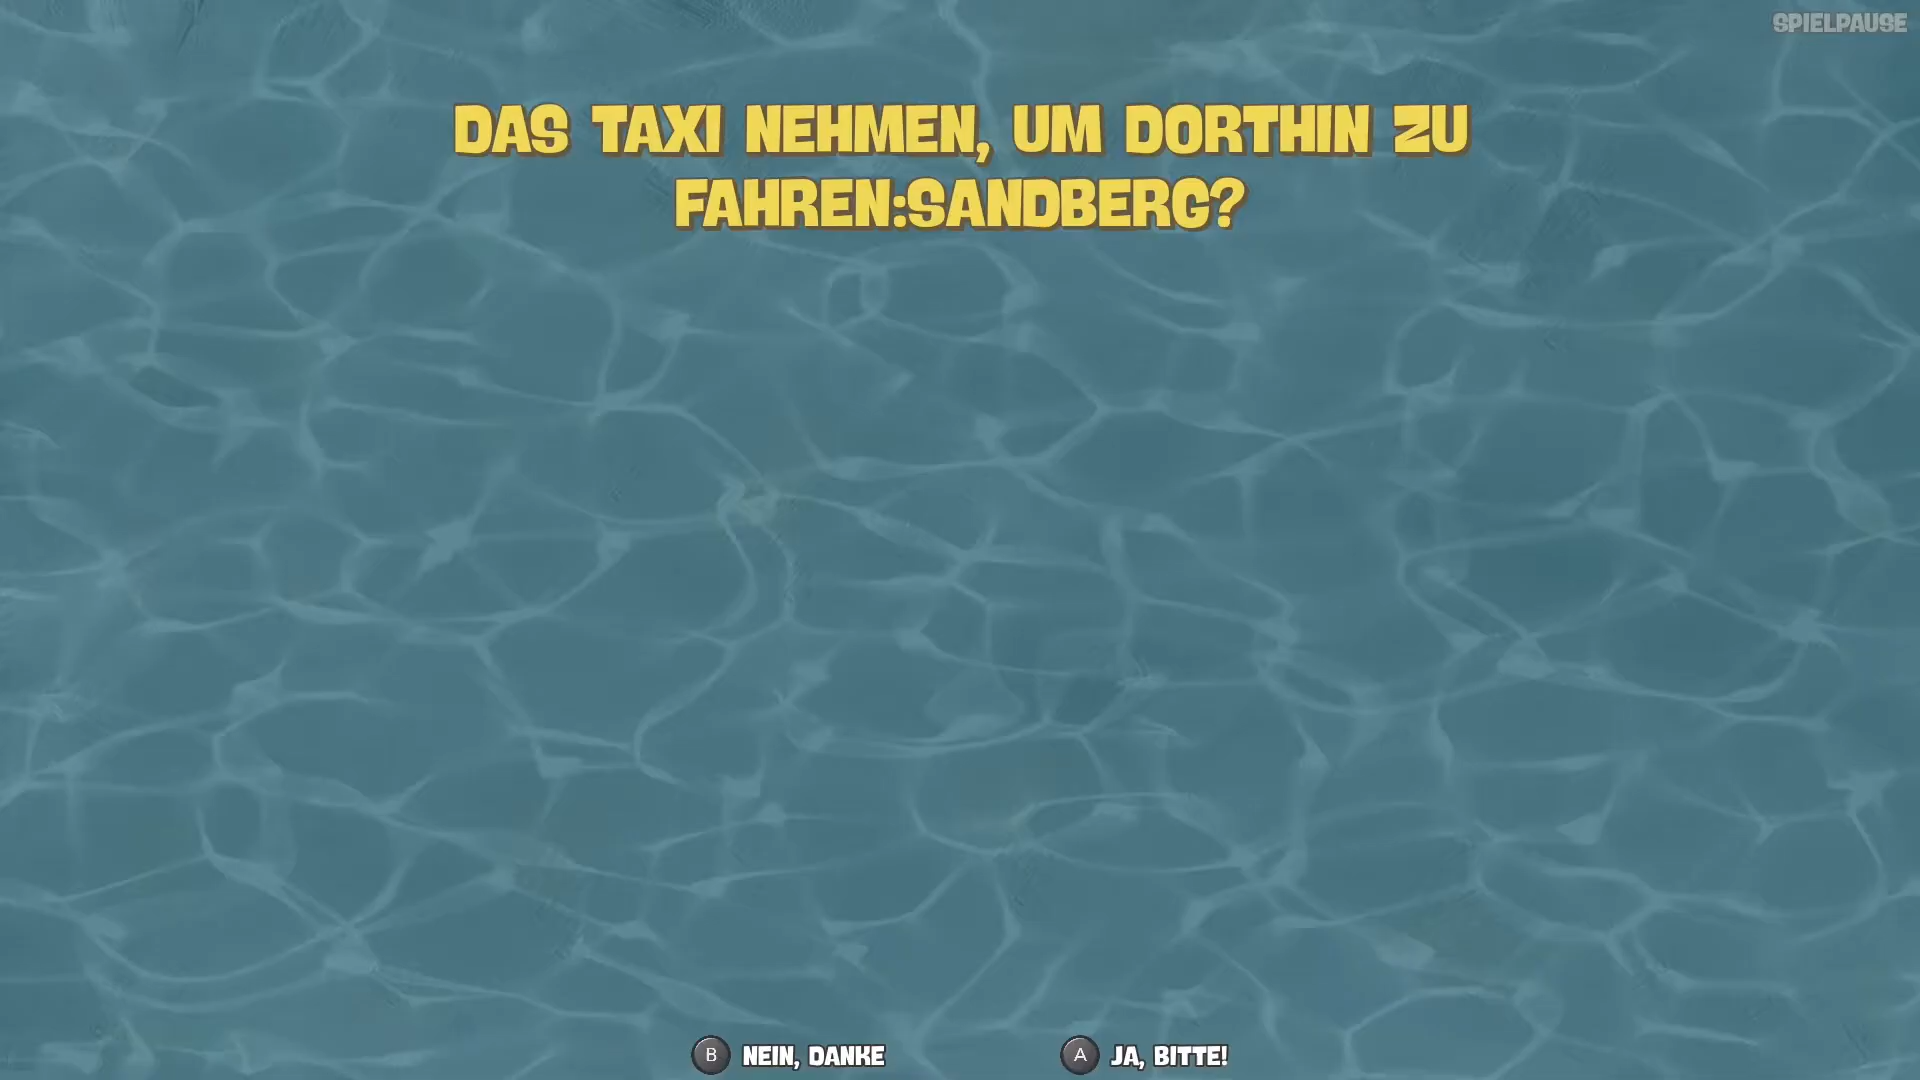 SPIELPAUSE
DAS TAXI NEHMEN, UM DORTHIN ZU
FAHREN:SANDBERG?
B NEIN, DANKE
A JA, BITTE!